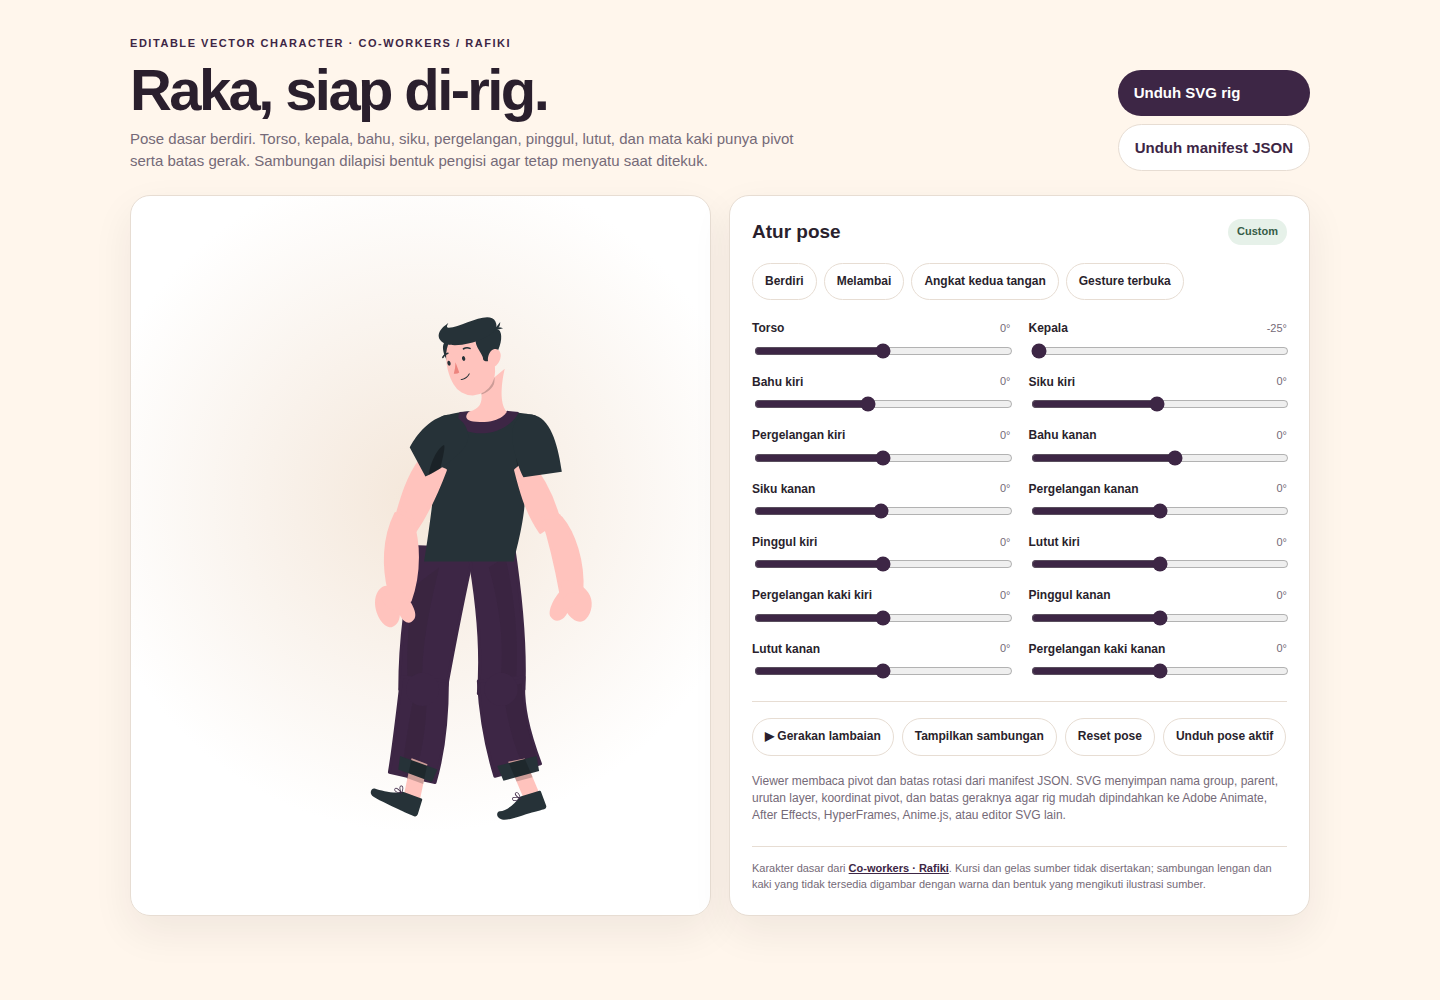 EDITABLE VECTOR CHARACTER · CO-WORKERS / RAFIKI
Raka, siap di-rig.
Pose dasar berdiri. Torso, kepala, bahu, siku, pergelangan, pinggul, lutut, dan mata kaki punya pivot
serta batas gerak. Sambungan dilapisi bentuk pengisi agar tetap menyatu saat ditekuk.
Unduh SVG rig
Unduh manifest JSON
Atur pose
Custom
Berdiri
Melambai
Angkat kedua tangan
Gesture terbuka
Torso 0°
Kepala -25°
Bahu kiri 0°
Siku kiri 0°
Pergelangan kiri 0°
Bahu kanan 0°
Siku kanan 0°
Pergelangan kanan 0°
Pinggul kiri 0°
Lutut kiri 0°
Pergelangan kaki kiri 0°
Pinggul kanan 0°
Lutut kanan 0°
Pergelangan kaki kanan 0°
▶ Gerakan lambaian
Tampilkan sambungan
Reset pose
Unduh pose aktif
Viewer membaca pivot dan batas rotasi dari manifest JSON. SVG menyimpan nama group, parent,
urutan layer, koordinat pivot, dan batas geraknya agar rig mudah dipindahkan ke Adobe Animate,
After Effects, HyperFrames, Anime.js, atau editor SVG lain.
Karakter dasar dari Co-workers · Rafiki. Kursi dan gelas sumber tidak disertakan; sambungan lengan dan
kaki yang tidak tersedia digambar dengan warna dan bentuk yang mengikuti ilustrasi sumber.